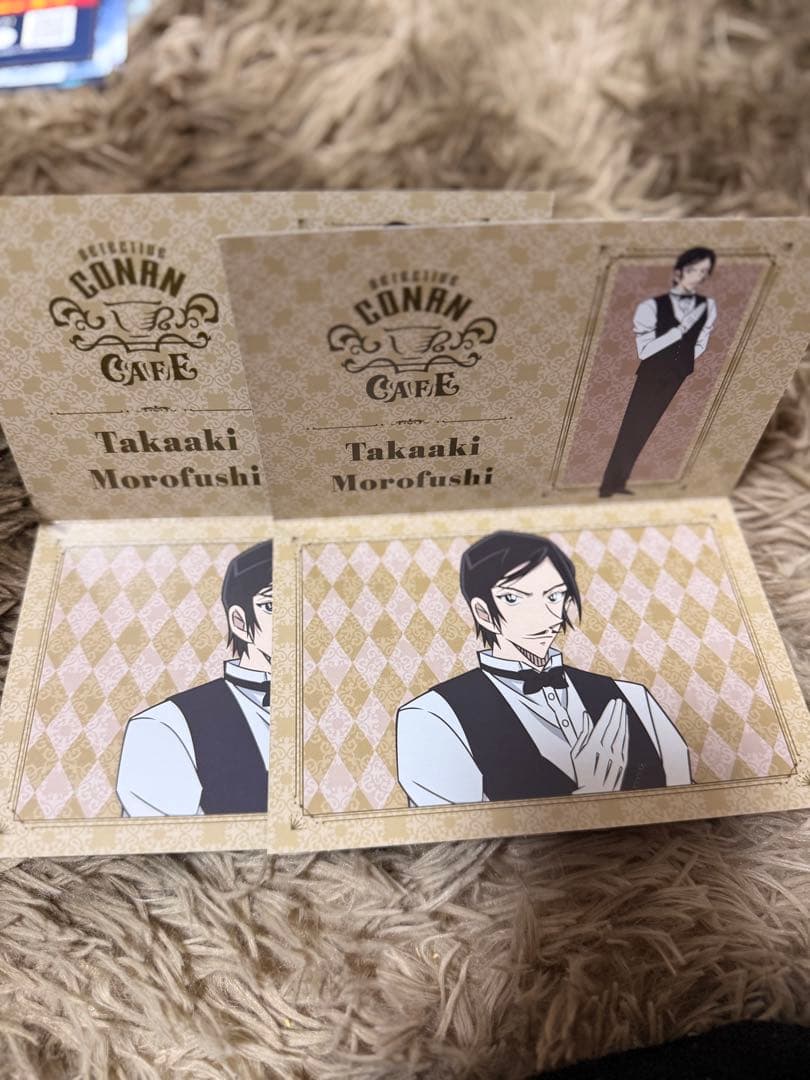 DETECTIVE
CONAN
CAFE
Takaaki
Morofushi
DETECTIVE
CONAN
CAFE
Takaaki
Morofushi